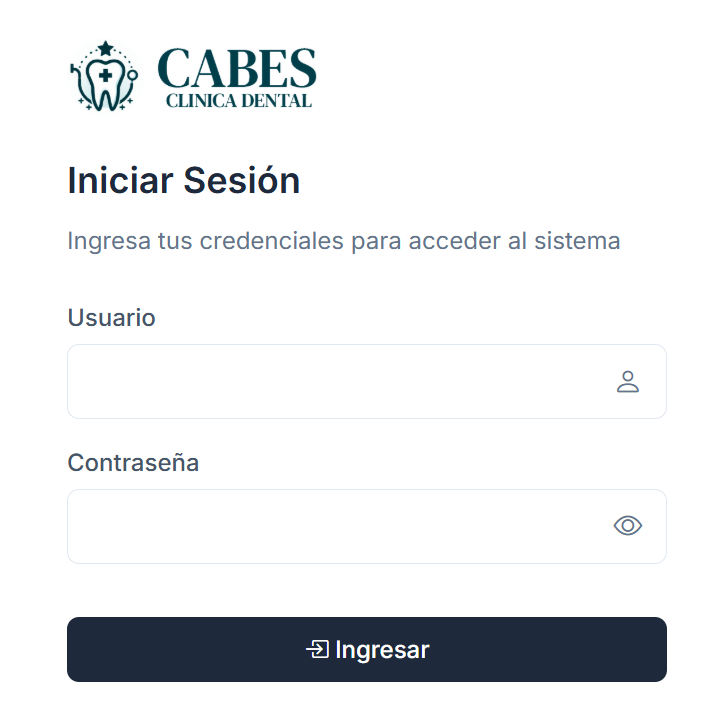 CABES
CLINICA DENTAL
Iniciar Sesión
Ingresa tus credenciales para acceder al sistema
Usuario
Contraseña
Ingresar